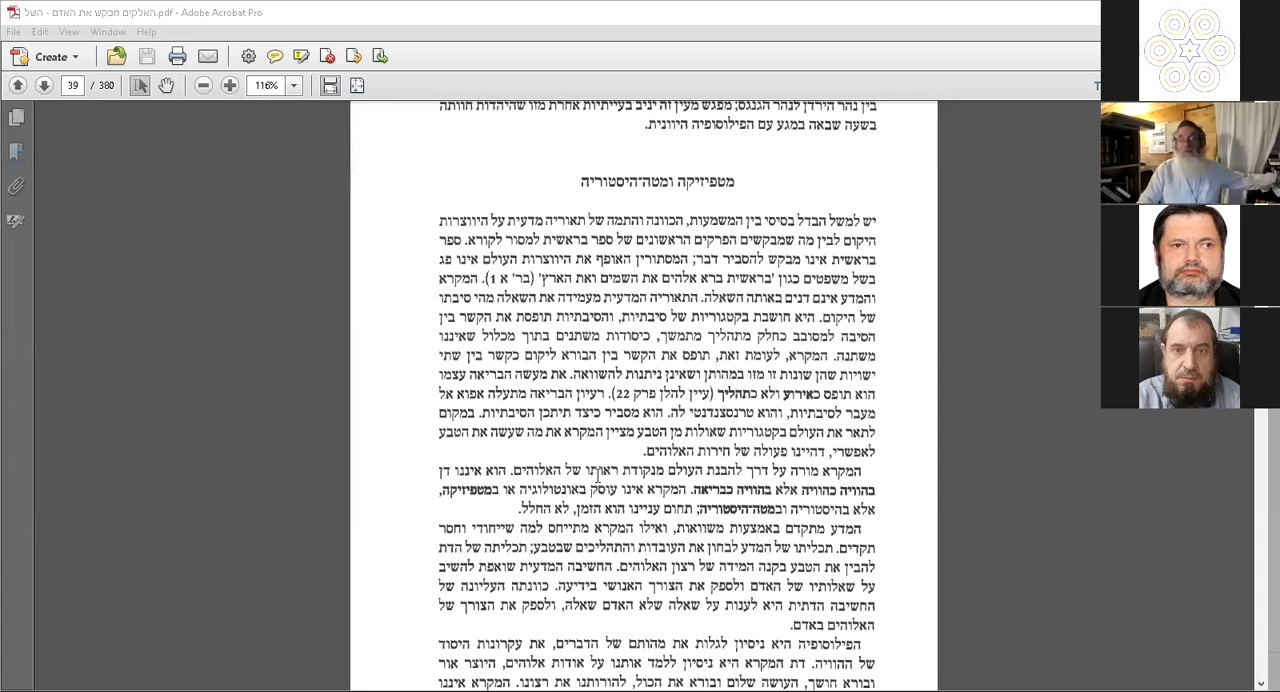 האלקים מבקש את האדם - השל.pdf - Adobe Acrobat Pro
File Edit View Window Help
Create
39 / 380 116%
בין נהר הירדן לנהר הגנגס; מפגש מעין זה יניב בעייתיות אחרת מזו שהיהדות חוותה
בשעה שבאה במגע עם הפילוסופיה היוונית.
מטפיזיקה ומטה־היסטוריה
יש למשל הבדל בסיסי בין המשמעות, הכוונה והתמה של תאוריה מדעית על היווצרות
היקום לבין מה שמבקשים הפרקים הראשונים של ספר בראשית למסור לקורא. ספר
בראשית אינו מבקש להסביר דבר; המסתורין האופף את היווצרות העולם אינו פג
בשל משפטים כגון 'בראשית ברא אלהים את השמים ואת הארץ' (בר' א 1). המקרא
והמדע אינם דנים באותה השאלה. התאוריה המדעית מעמידה את השאלה מהי סיבתו
של היקום. היא חושבת בקטגוריות של סיבתיות, והסיבתיות תופסת את הקשר בין
הסיבה למסובב כחלק מתהליך מתמשך, כיסודות משתנים בתוך מכלול שאיננו
משתנה. המקרא, לעומת זאת, תופס את הקשר בין הבורא ליקום כקשר בין שתי
ישויות שהן שונות זו מזו במהותן ושאינן ניתנות להשוואה. את מעשה הבריאה עצמו
הוא תופס כאירוע ולא כתהליך (עיין להלן פרק 22). רעיון הבריאה מתעלה אפוא אל
מעבר לסיבתיות, והוא טרנסצנדנטי לה. הוא מסביר כיצד תיתכן הסיבתיות. במקום
לתאר את העולם בקטגוריות שאולות מן הטבע מציין המקרא את מה שעשה את הטבע
לאפשרי, דהיינו פעולה של חירות האלוהים.
המקרא מורה על דרך להבנת העולם מנקודת ראותו של האלוהים. הוא איננו דן
בהוויה כהוויה אלא בהוויה כבריאה. המקרא אינו עוסק באונטולוגיה או במטפיזיקה,
אלא בהיסטוריה ובמטה־היסטוריה; תחום עניינו הוא הזמן, לא החלל.
המדע מתקדם באמצעות משוואות, ואילו המקרא מתייחס למה שייחודי וחסר
תקדים. תכליתו של המדע לבחון את העובדות והתהליכים שבטבע; תכליתה של הדת
להבין את הטבע בקנה המידה של רצון האלוהים. החשיבה המדעית שואפת להשיב
על שאלותיו של האדם ולספק את הצורך האנושי בידיעה. כוונתה העליונה של
החשיבה הדתית היא לענות על שאלה שלא האדם שאלהּ, ולספק את הצורך של
האלוהים באדם.
הפילוסופיה היא ניסיון לגלות את מהותם של הדברים, את עקרונות היסוד
של ההוויה. דת המקרא היא ניסיון ללמד אותנו על אודות אלוהים, היוצר אור
ובורא חושך, העושה שלום ובורא את הכול, להורותנו את רצונו. המקרא איננו